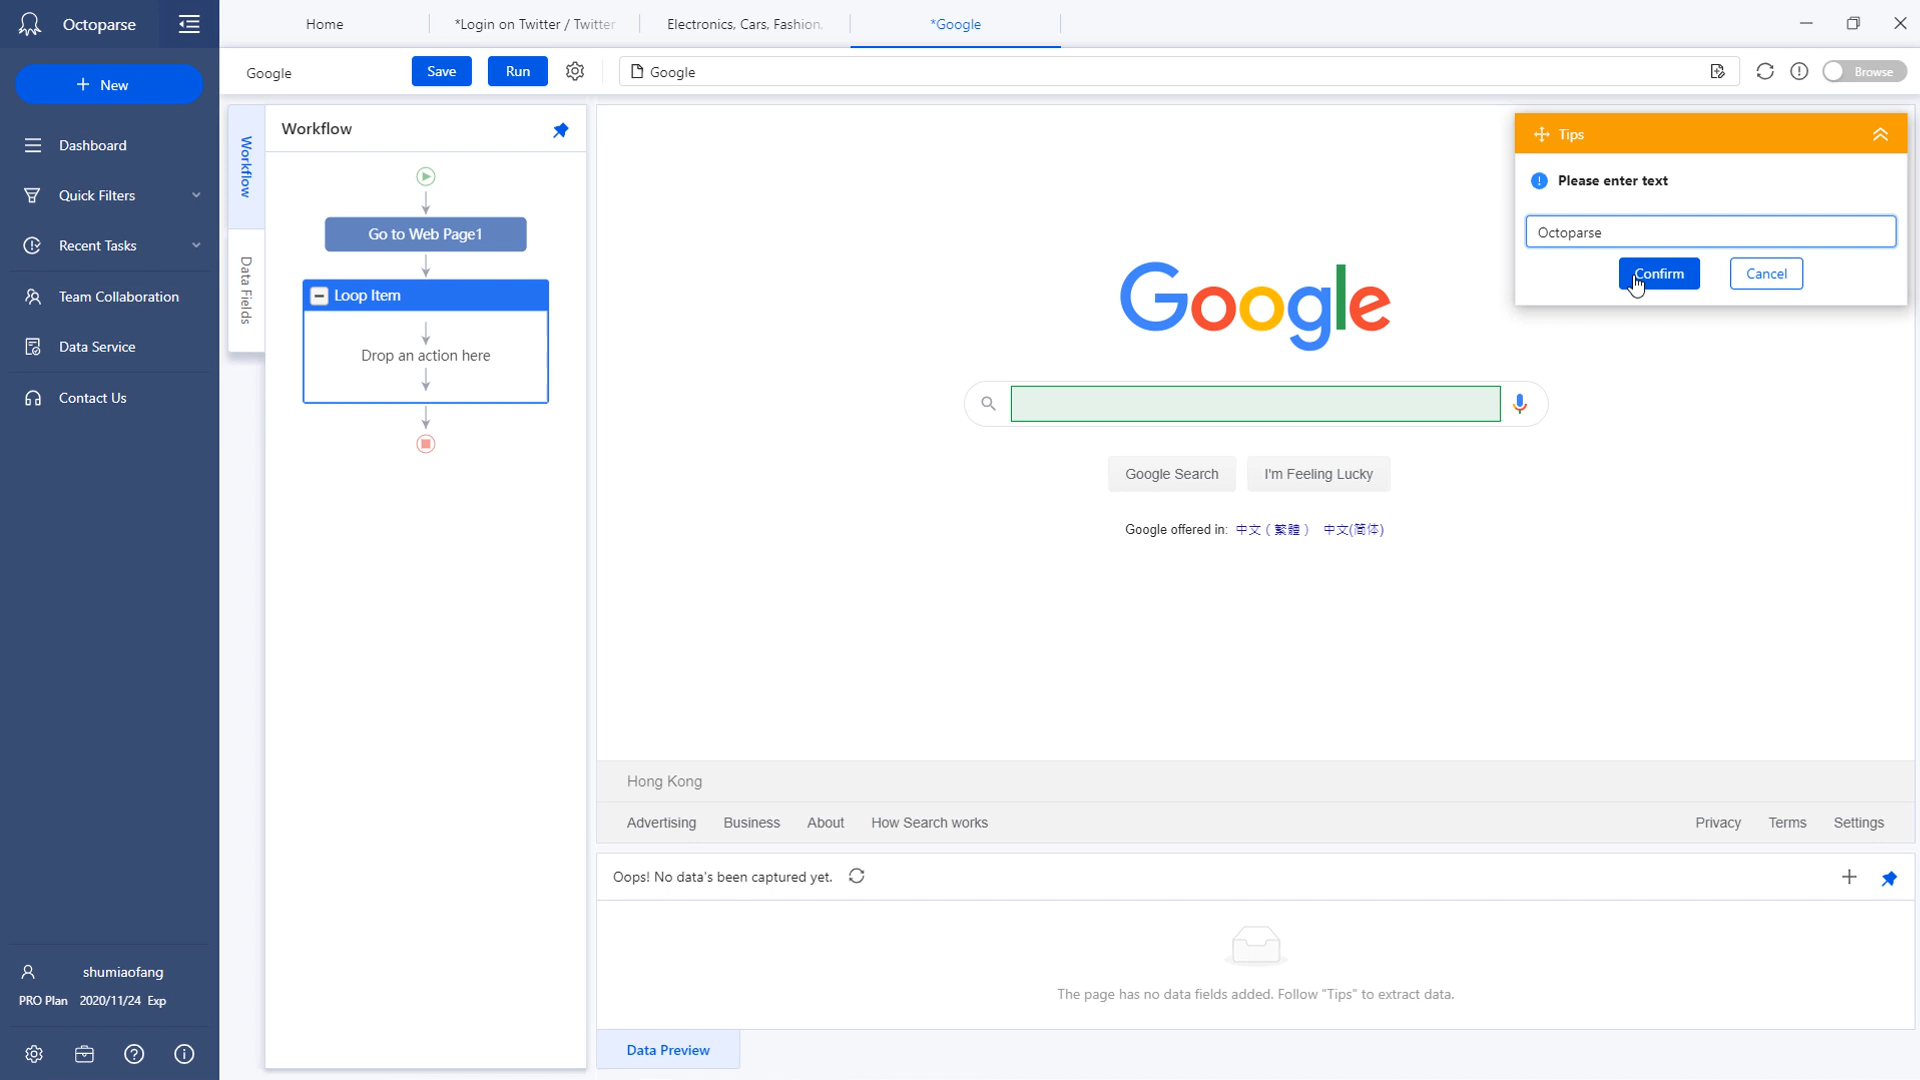 Octoparse
Home
*Login on Twitter / Twitter
Electronics, Cars, Fashion,
*Google
New
Google
Save
Run
Google
Browse
Dashboard
Quick Filters
Recent Tasks
Team Collaboration
Data Service
Contact Us
Workflow
Data Fields
Workflow
Go to Web Page1
Loop Item
Drop an action here
Tips
Please enter text
Octoparse
Confirm
Cancel
Google
Google Search
I'm Feeling Lucky
Google offered in: 中文 ( 繁體 ) 中文(简体)
Hong Kong
Advertising
Business
About
How Search works
Privacy
Terms
Settings
Oops! No data's been captured yet.
The page has no data fields added. Follow "Tips" to extract data.
Data Preview
shumiaofang
PRO Plan 2020/11/24 Exp